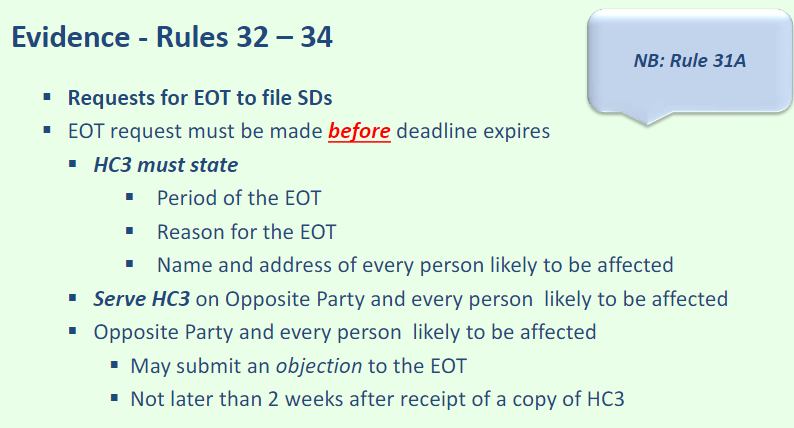 Evidence - Rules 32 – 34
NB: Rule 31A
Requests for EOT to file SDs
EOT request must be made before deadline expires
HC3 must state
Period of the EOT
Reason for the EOT
Name and address of every person likely to be affected
Serve HC3 on Opposite Party and every person likely to be affected
Opposite Party and every person likely to be affected
May submit an objection to the EOT
Not later than 2 weeks after receipt of a copy of HC3